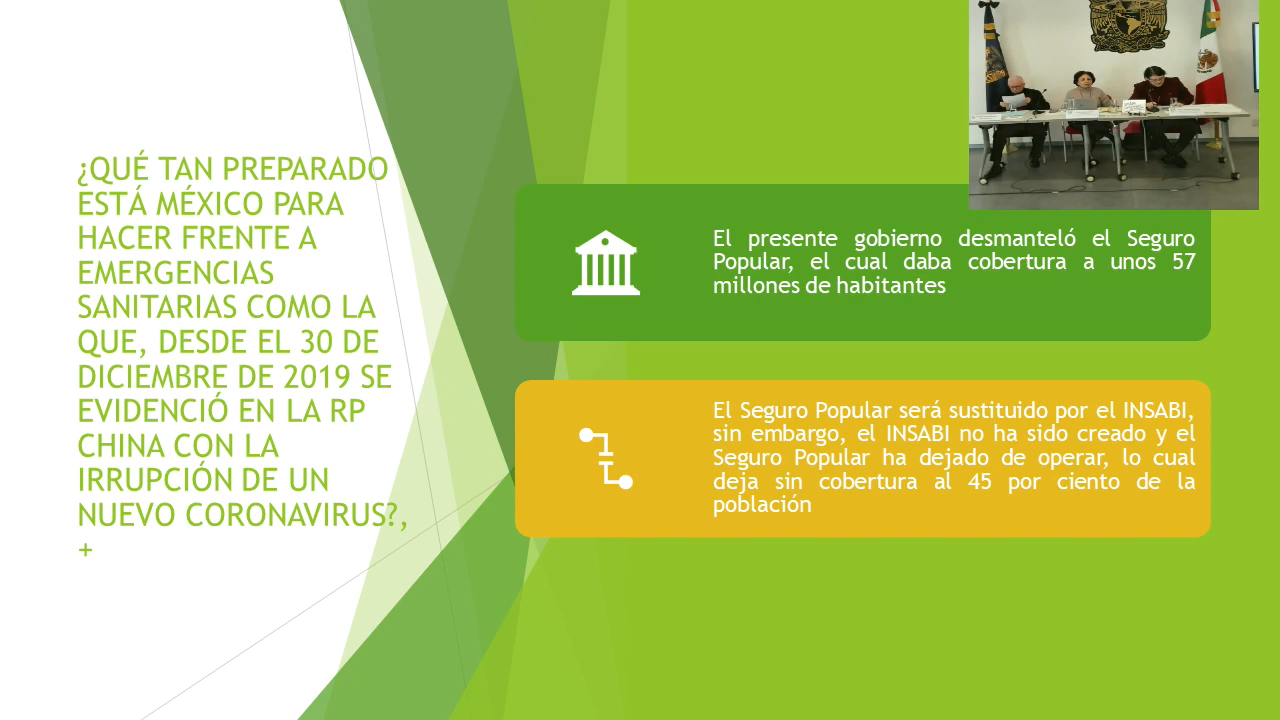 ¿QUÉ TAN PREPARADO
ESTÁ MÉXICO PARA
HACER FRENTE A
EMERGENCIAS
SANITARIAS COMO LA
QUE, DESDE EL 30 DE
DICIEMBRE DE 2019 SE
EVIDENCIÓ EN LA RP
CHINA CON LA
IRRUPCIÓN DE UN
NUEVO CORONAVIRUS?,
+
El presente gobierno desmanteló el Seguro
Popular, el cual daba cobertura a unos 57
millones de habitantes
El Seguro Popular será sustituido por el INSABI,
sin embargo, el INSABI no ha sido creado y el
Seguro Popular ha dejado de operar, lo cual
deja sin cobertura al 45 por ciento de la
población